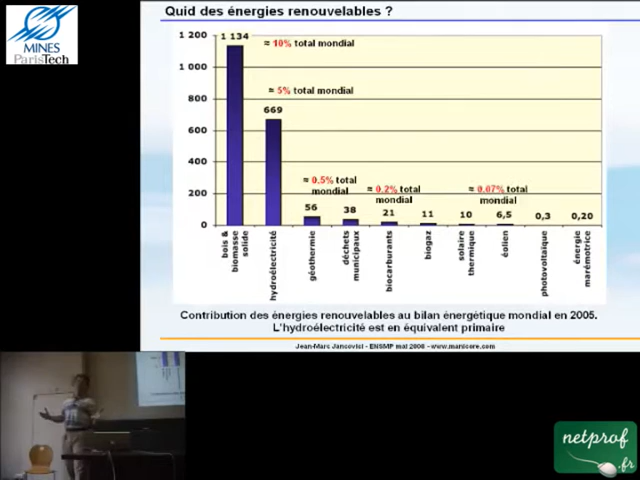 MINES
ParisTech
Quid des énergies renouvelables ?
1 200
1 000
800
600
400
200
0
1 134
≈ 10% total mondial
≈ 5% total mondial
669
≈ 0.5% total
mondial
≈ 0.2% total
mondial
≈ 0.07% total
mondial
56
38
21
11
10
6,5
0,3
0,20
bois &
biomasse
solide
hydroélectricité
géothermie
déchets
municipaux
biocarburants
biogaz
solaire
thermique
éolien
photovoltaïque
énergie
marémotrice
Contribution des énergies renouvelables au bilan énergétique mondial en 2005.
L'hydroélectricité est en équivalent primaire
Jean-Marc Jancovici - ENSMP mai 2008 - www.manicore.com
netprof
.fr